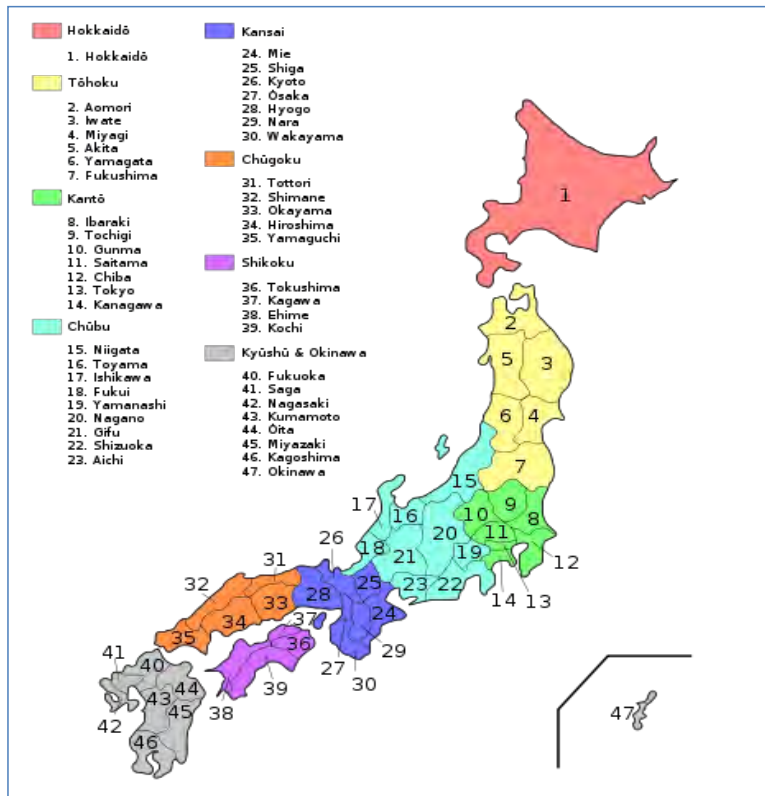 Hokkaidō
1. Hokkaidō
Tōhoku
2. Aomori
3. Iwate
4. Miyagi
5. Akita
6. Yamagata
7. Fukushima
Kantō
8. Ibaraki
9. Tochigi
10. Gunma
11. Saitama
12. Chiba
13. Tokyo
14. Kanagawa
Chūbu
15. Niigata
16. Toyama
17. Ishikawa
18. Fukui
19. Yamanashi
20. Nagano
21. Gifu
22. Shizuoka
23. Aichi
Kansai
24. Mie
25. Shiga
26. Kyoto
27. Ōsaka
28. Hyogo
29. Nara
30. Wakayama
Chūgoku
31. Tottori
32. Shimane
33. Okayama
34. Hiroshima
35. Yamaguchi
Shikoku
36. Tokushima
37. Kagawa
38. Ehime
39. Kochi
Kyūshū & Okinawa
40. Fukuoka
41. Saga
42. Nagasaki
43. Kumamoto
44. Ōita
45. Miyazaki
46. Kagoshima
47. Okinawa
1
2
5
3
6
4
7
15
9
10
8
17
16
20
11
26
18
21
19
12
31
25
14
13
32
28
23
22
33
24
34
37
35
36
29
41
40
27
39
30
44
43
38
45
42
47
46